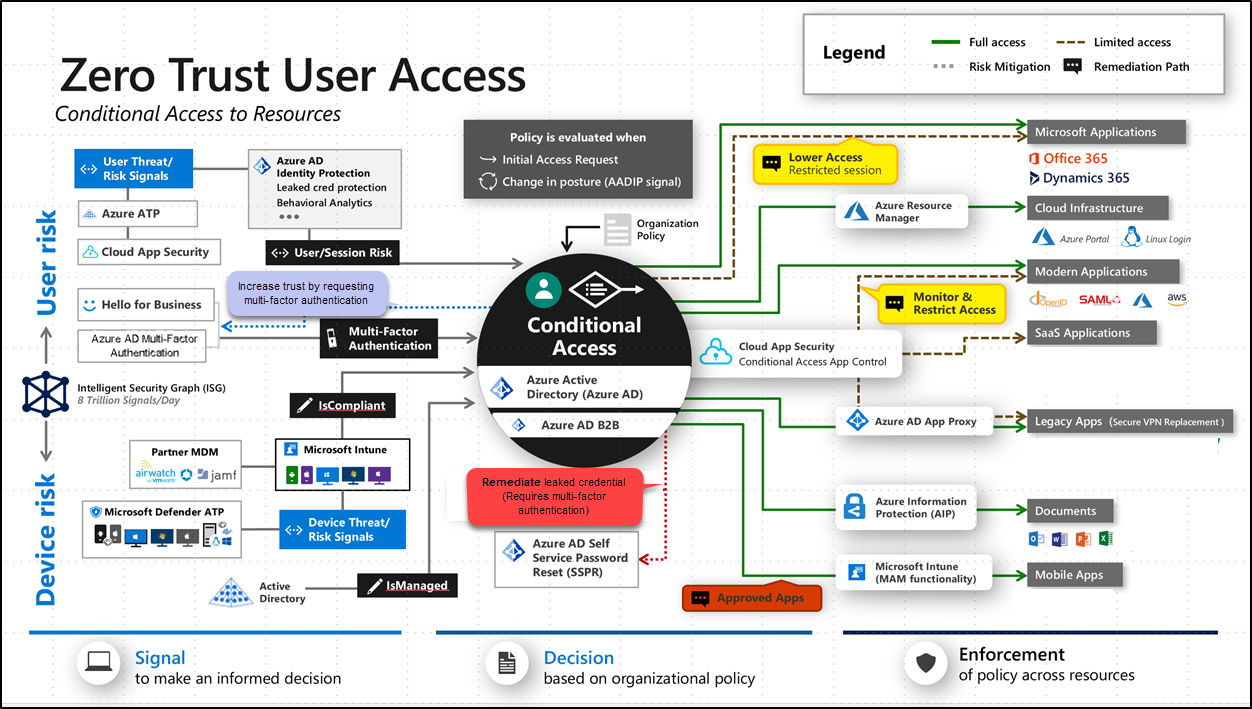 Zero Trust User Access
Conditional Access to Resources
Legend
Full access
Limited access
Risk Mitigation
Remediation Path
User risk
User Threat/
Risk Signals
Azure ATP
Cloud App Security
Azure AD
Identity Protection
Leaked cred protection
Behavioral Analytics
User/Session Risk
Policy is evaluated when
Initial Access Request
Change in posture (AADIP signal)
Organization
Policy
Increase trust by requesting
multi-factor authentication
Hello for Business
Azure AD Multi-Factor
Authentication
Multi-Factor
Authentication
Intelligent Security Graph (ISG)
8 Trillion Signals/Day
IsCompliant
Device risk
Partner MDM
airwatch
by vmware
jamf
Microsoft Intune
Microsoft Defender ATP
Device Threat/
Risk Signals
Active
Directory
IsManaged
Conditional
Access
Azure Active
Directory (Azure AD)
Azure AD B2B
Remediate leaked credential
(Requires multi-factor
authentication)
Azure AD Self
Service Password
Reset (SSPR)
Approved Apps
Lower Access
Restricted session
Azure Resource
Manager
Monitor &
Restrict Access
Cloud App Security
Conditional Access App Control
Azure AD App Proxy
Azure Information
Protection (AIP)
Microsoft Intune
(MAM functionality)
Microsoft Applications
Office 365
Dynamics 365
Cloud Infrastructure
Azure Portal
Linux Login
Modern Applications
OpenID
SAML
aws
SaaS Applications
Legacy Apps (Secure VPN Replacement )
Documents
Mobile Apps
Signal
to make an informed decision
Decision
based on organizational policy
Enforcement
of policy across resources